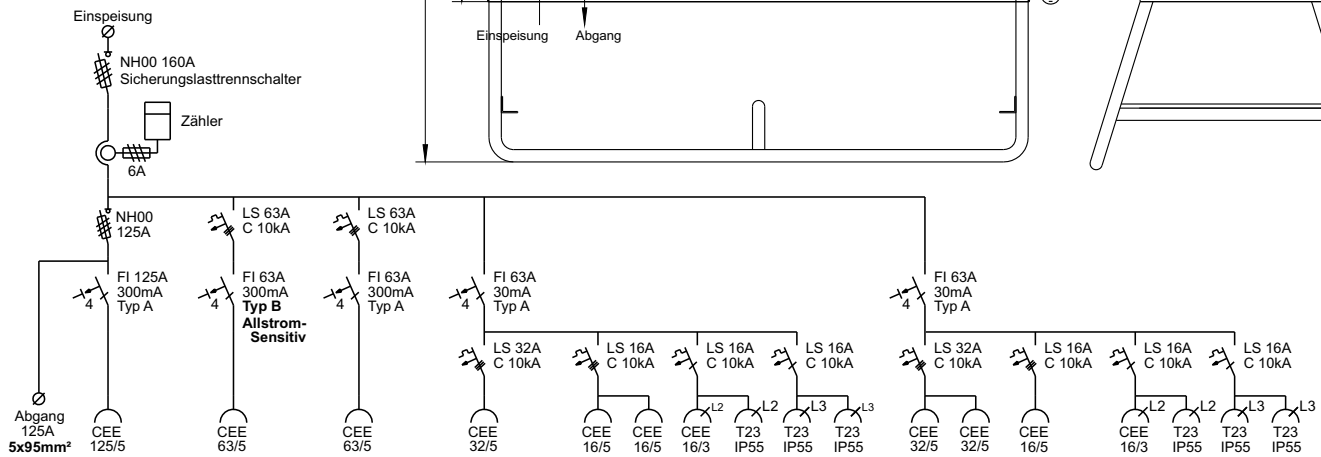 Einspeisung
NH00 160A
Sicherungslasttrennschalter
Zähler
6A
Einspeisung
Abgang
NH00
125A
LS 63A
C 10kA
LS 63A
C 10kA
FI 125A
300mA
Typ A
4
FI 63A
300mA
Typ B
Allstrom-
Sensitiv
4
FI 63A
300mA
Typ A
4
FI 63A
30mA
Typ A
4
FI 63A
30mA
Typ A
4
LS 32A
C 10kA
LS 16A
C 10kA
LS 16A
C 10kA
LS 16A
C 10kA
LS 32A
C 10kA
LS 16A
C 10kA
LS 16A
C 10kA
LS 16A
C 10kA
L2
L2
L3
L3
L2
L2
L3
L3
Abgang
125A
5x95mm²
CEE
125/5
CEE
63/5
CEE
63/5
CEE
32/5
CEE
16/5
CEE
16/5
CEE
16/3
T23
IP55
T23
IP55
T23
IP55
CEE
32/5
CEE
32/5
CEE
16/5
CEE
16/3
T23
IP55
T23
IP55
T23
IP55